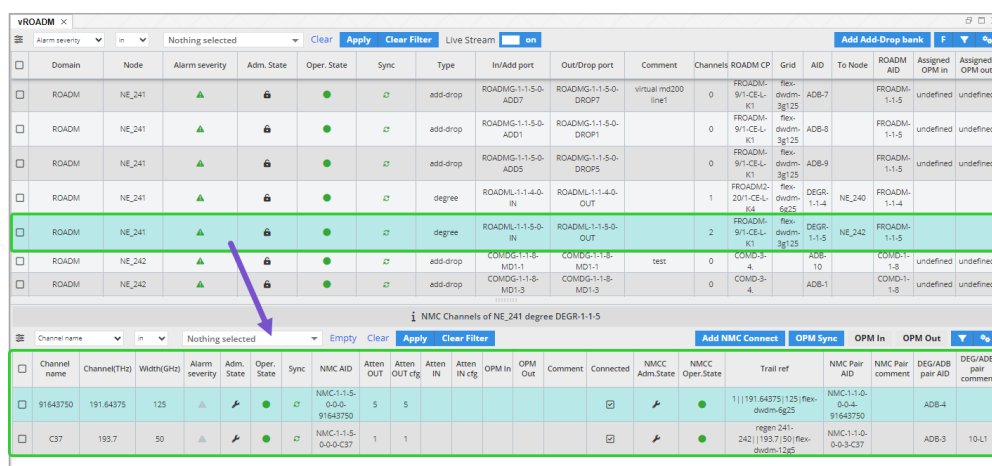 vROADM ×
Alarm severity in Nothing selected Clear Apply Clear Filter Live Stream on Add Add-Drop bank F
Domain Node Alarm severity Adm. State Oper. State Sync Type In/Add port Out/Drop port Comment Channels ROADM CP Grid AID To Node ROADM AID Assigned OPM in Assigned OPM out
ROADM NE_241 add-drop ROADMG-1-1-5-0-ADD7 ROADMG-1-1-5-0-DROP7 virtual md200 line1 0 FROADM-9/1-CE-L-K1 flex-dwdm-3g125 ADB-7 FROADM-1-1-5 undefined undefined
ROADM NE_241 add-drop ROADMG-1-1-5-0-ADD1 ROADMG-1-1-5-0-DROP1 0 FROADM-9/1-CE-L-K1 flex-dwdm-3g125 ADB-8 FROADM-1-1-5 undefined undefined
ROADM NE_241 add-drop ROADMG-1-1-5-0-ADD5 ROADMG-1-1-5-0-DROP5 0 FROADM-9/1-CE-L-K1 flex-dwdm-3g125 ADB-9 FROADM-1-1-5 undefined undefined
ROADM NE_241 degree ROADML-1-1-4-0-IN ROADML-1-1-4-0-OUT 1 FROADM2-20/1-CE-L-K4 flex-dwdm-6g25 DEGR-1-1-4 NE_240 FROADM-1-1-4
ROADM NE_241 degree ROADML-1-1-5-0-IN ROADML-1-1-5-0-OUT 2 FROADM-9/1-CE-L-K1 flex-dwdm-3g125 DEGR-1-1-5 NE_242 FROADM-1-1-5
ROADM NE_242 add-drop COMDG-1-1-8-MD1-1 COMDG-1-1-8-MD1-1 test 0 COMD-3-4. ADB-10 COMD-1-1-8 undefined undefined
ROADM NE_242 add-drop COMDG-1-1-8-MD1-3 COMDG-1-1-8-MD1-3 0 COMD-3-4. ADB-1 COMD-1-1-8 undefined undefined
i NMC Channels of NE_241 degree DEGR-1-1-5
Channel name in Nothing selected Empty Clear Apply Clear Filter Add NMC Connect OPM Sync OPM In OPM Out
Channel name Channel(THz) Width(GHz) Alarm severity Adm. State Oper. State Sync NMC AID Atten OUT Atten OUT cfg Atten IN Atten IN cfg OPM In OPM Out Comment Connected NMCC Adm.State NMCC Oper.State Trail ref NMC Pair AID NMC Pair comment DEG/ADB pair AID DEG/ADB pair comment
91643750 191.64375 125 NMC-1-1-5-0-0-0-91643750 5 5 1||191.64375|125|flex-dwdm-6g25 NMC-1-1-0-0-0-4-91643750 ADB-4
C37 193.7 50 NMC-1-1-5-0-0-0-C37 1 1 regen 241-242||193.7|50|flex-dwdm-12g5 NMC-1-1-0-0-0-3-C37 ADB-3 10-L1